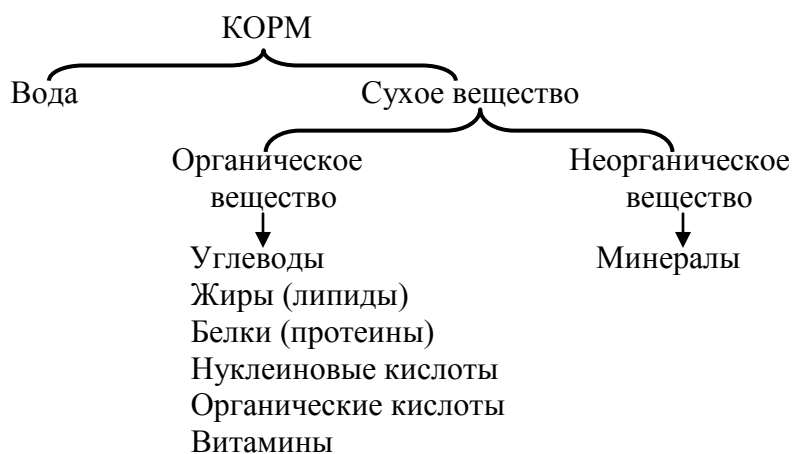 КОРМ
Вода
Сухое вещество
Органическое
вещество
Неорганическое
вещество
Углеводы
Жиры (липиды)
Белки (протеины)
Нуклеиновые кислоты
Органические кислоты
Витамины
Минералы